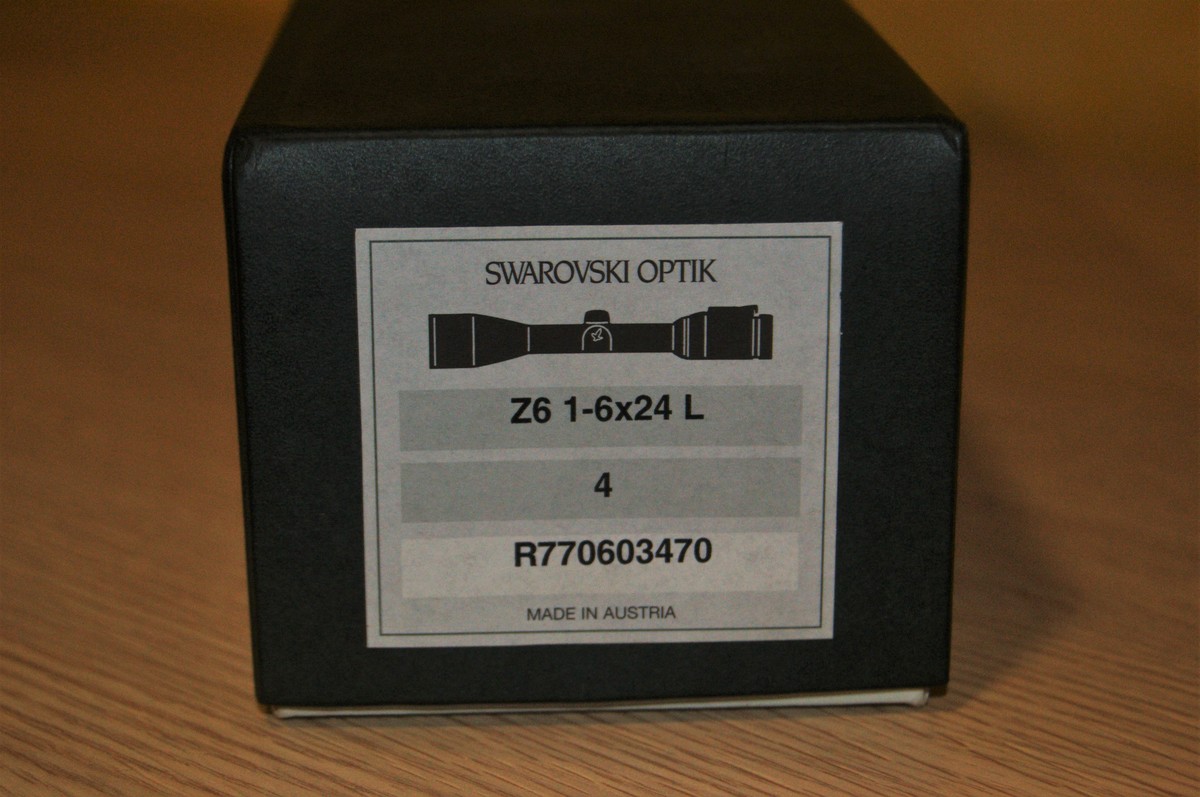 SWAROVSKI OPTIK
Z6 1-6x24 L
4
R770603470
MADE IN AUSTRIA